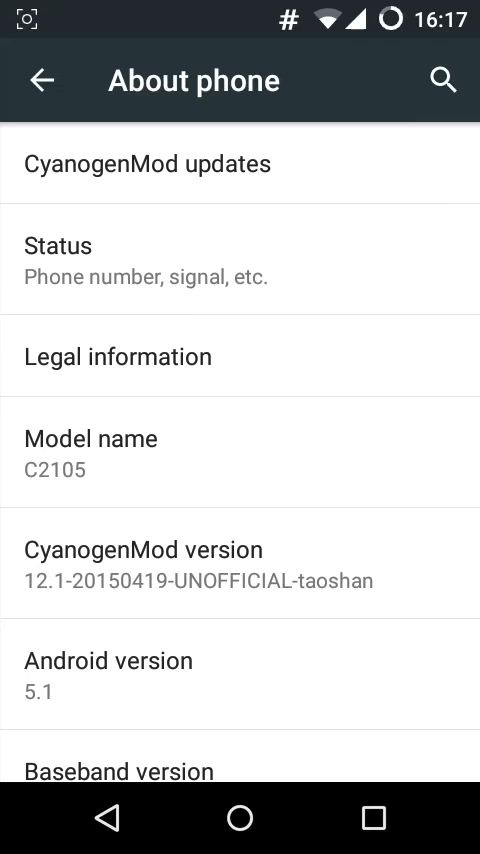 # 16:17
About phone
CyanogenMod updates
Status
Phone number, signal, etc.
Legal information
Model name
C2105
CyanogenMod version
12.1-20150419-UNOFFICIAL-taoshan
Android version
5.1
Baseband version